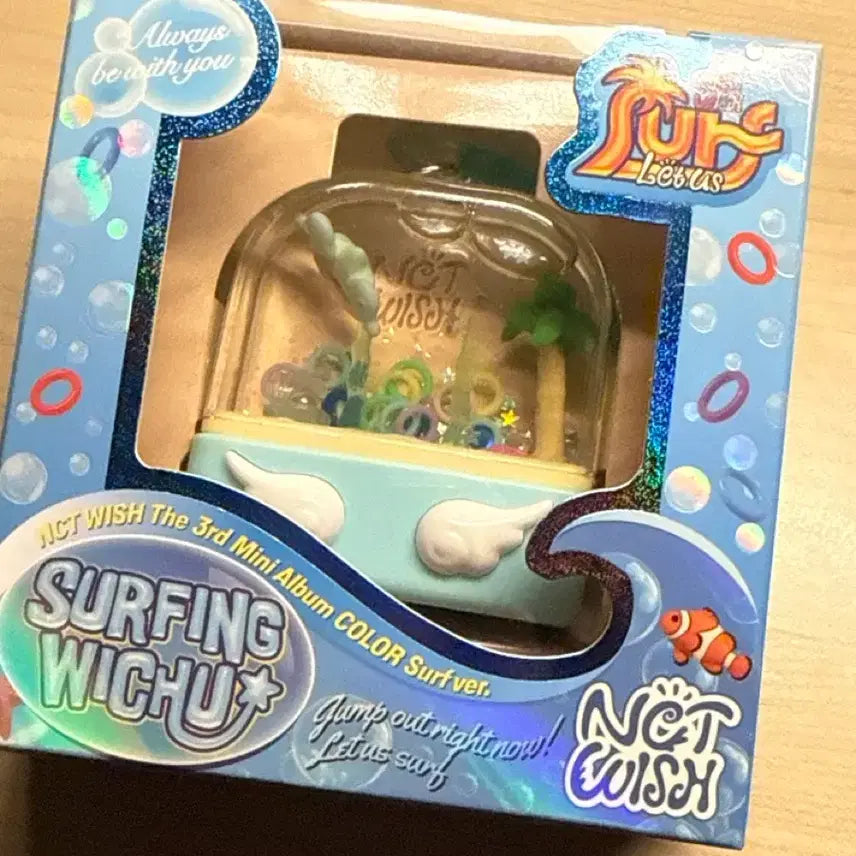 Always
be with you
Surf
Let us
NCT
WISH
NCT WISH The 3rd Mini Album COLOR Surf ver.
SURFING
WICHU
Jump out right now!
Let us surf
NCT
WISH